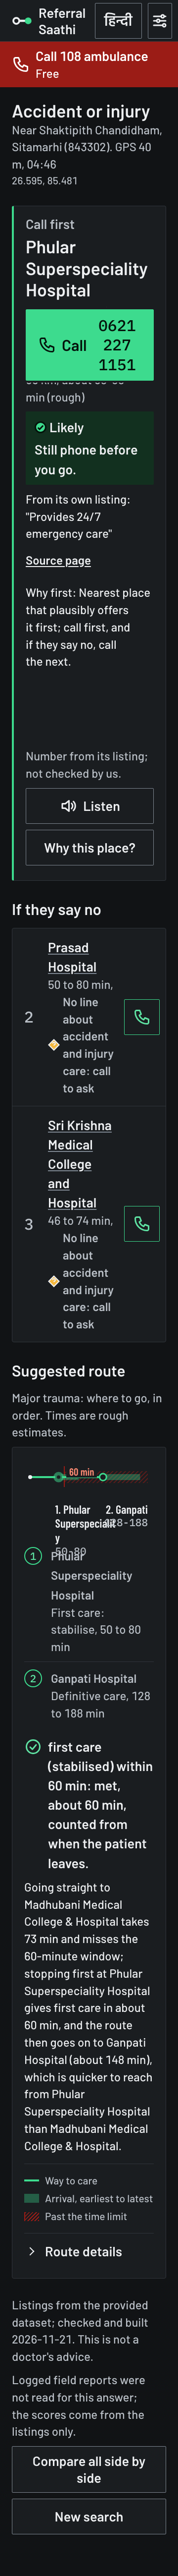 Referral
Saathi
हिन्दी
Call 108 ambulance
Free
Accident or injury
Near Shaktipith Chandidham,
Sitamarhi (843302). GPS 40
m, 04:46
26.595, 85.481
Call first
Phular
Superspeciality
Hospital
Call
0621
227
1151
min (rough)
Likely
Still phone before
you go.
From its own listing:
"Provides 24/7
emergency care"
Source page
Why first: Nearest place
that plausibly offers
it first; call first, and
if they say no, call
the next.
Number from its listing;
not checked by us.
Listen
Why this place?
If they say no
2
Prasad
Hospital
50 to 80 min,
No line
about
accident
and injury
care: call
to ask
3
Sri Krishna
Medical
College
and
Hospital
46 to 74 min,
No line
about
accident
and injury
care: call
to ask
Suggested route
Major trauma: where to go, in
order. Times are rough
estimates.
60 min
1. Phular
Superspeciality
50-80
2. Ganpati
128-188
1
Phular
Superspeciality
Hospital
First care:
stabilise, 50 to 80
min
2
Ganpati Hospital
Definitive care, 128
to 188 min
first care
(stabilised) within
60 min: met,
about 60 min,
counted from
when the patient
leaves.
Going straight to
Madhubani Medical
College & Hospital takes
73 min and misses the
60-minute window;
stopping first at Phular
Superspeciality Hospital
gives first care in about
60 min, and the route
then goes on to Ganpati
Hospital (about 148 min),
which is quicker to reach
from Phular
Superspeciality Hospital
than Madhubani Medical
College & Hospital.
Way to care
Arrival, earliest to latest
Past the time limit
Route details
Listings from the provided
dataset; checked and built
2026-11-21. This is not a
doctor's advice.
Logged field reports were
not read for this answer;
the scores come from the
listings only.
Compare all side by
side
New search